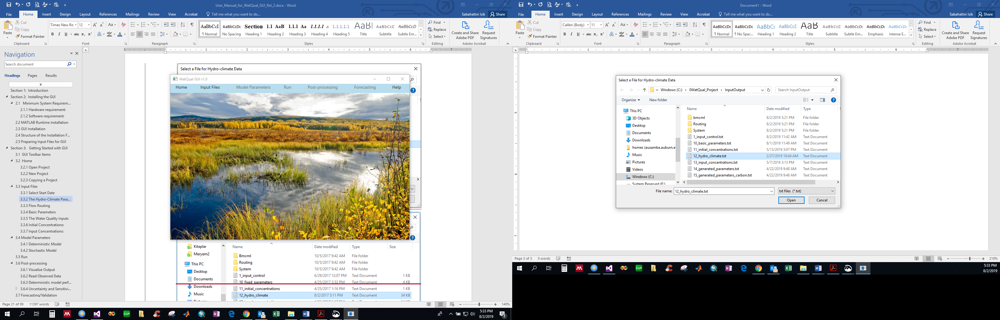 User_Manual_for_WetQual_GUI_Rel_2.docx - Word
File Home Insert Design Layout References Mailings Review View Acrobat Tell me what you want to do... Sabahattin Isik Share
Paste Cut Copy Format Painter
Times New Ro 12
AaBbCcI AaBbCcDc Section 1.1 AaB 1.1.1 Aa 1.1.1.1 A 1.1.1.1.1 AaBI AaBbCcD AaBbCcD
¶ Normal No Spacing Heading 1 Heading 2 Heading 3 Heading 4 Heading 5 Title Subtitle Subtle Em...
Find Replace Select
Create and Share Adobe PDF Request Signatures
Clipboard Font Paragraph Styles Editing Adobe Acrobat
Navigation
Search document
Headings Pages Results
Section 1: Introduction
Section 2: Installing the GUI
2.1 Minimum System Requirem...
2.1.1 Hardware requirement:
2.1.2 Software requirement:
2.2 MATLAB Runtime installation
2.3 GUI Installation
2.4 Structure of the Installation F...
2.5 Preparing Input Files for GUI
Section 3: Getting Started with GUI
3.1 GUI Toolbar Items
3.2 Home
3.2.1 Open Project
3.2.2 New Project
3.2.3 Copying a Project
3.3 Input Files
3.3.1 Select Start Date
3.3.2 The Hydro-Climate Para...
3.3.3 Flow Routing
3.3.4 Basic Parameters
3.3.5 The Water Quality Inputs
3.3.6 Initial Concentrations:
3.3.7 Input Concentrations:
3.4 Model Parameters
3.4.1 Deterministic Model
3.4.2 Stochastic Model
3.5 Run
3.6 Post-processing
3.6.1 Visualize Output
3.6.2 Read Observed Data
3.6.3 Deterministic model perf...
3.6.4 Uncertainty and Sensitivi...
3.7 Forecasting/Validation
Select a File for Hydro-climate Data
WetQual GUI v1.0
Home Input Files Model Parameters Run Post-processing Forecasting Help
Kitaplar
Meryem2
This PC
Desktop
Documents
Downloads
Music
Name Date modified Type Size
Bmcml 10/5/2017 9:42 AM File folder
Routing 10/5/2017 9:42 AM File folder
System 10/5/2017 9:42 AM File folder
1_input_control 6/29/2017 12:07 PM Text Document 1 KB
10_fixed_parameters 4/25/2017 2:32 PM Text Document 4 KB
11_initial_concentrations 4/25/2017 1:16 PM Text Document 1 KB
12_hydro_climate 8/2/2017 5:11 PM Text Document 34 KB
Page 21 of 99 11397 words 140%
CUP
5:33 PM
8/2/2019
2
Document1 - Word
File Home Insert Design Layout References Mailings Review View Acrobat Tell me what you want to do... Sabahattin Isik Share
Paste Cut Copy Format Painter
Calibri (Body) 11
AaBbCcDc AaBbCcDc AaBbCc AaBbCcD AaB AaBbCcD AaBbCcDc AaBbCcDc AaBbCcDc
¶ Normal ¶ No Spac... Heading 1 Heading 2 Title Subtitle Subtle Em... Emphasis Intense E...
Find Replace Select
Create and Share Adobe PDF Request Signatures
Clipboard Font Paragraph Styles Editing Adobe Acrobat
Select a File for Hydro-climate Data
Windows (C:) 0WetQual_Project InputOutput Search InputOutput
Organize New folder
This PC
3D Objects
Desktop
Documents
Downloads
homes (ausamba.auburn.e
Music
Pictures
Videos
Windows (C:)
System Reserved (E:)
Name Date modified Type
bmcml 8/2/2019 5:21 PM File folder
Routing 8/2/2019 5:21 PM File folder
System 8/2/2019 5:21 PM File folder
1_input_control.txt 8/2/2019 11:42 AM Text Document
10_basic_parameters.txt 8/1/2019 11:49 AM Text Document
11_initial_concentrations.txt 5/13/2019 3:07 PM Text Document
12_hydro_climate.txt 2/27/2019 10:04 AM Text Document
13_input_concentrations.txt 5/7/2018 3:13 PM Text Document
14_generated_parameters.txt 4/22/2019 9:48 AM Text Document
15_generated_parameters_carbon.txt 4/22/2019 9:48 AM Text Document
File name: 12_hydro_climate.txt txt files (*.txt)
Open Cancel
Page 3 of 3 0 words 210%
CUP
5:33 PM
8/2/2019